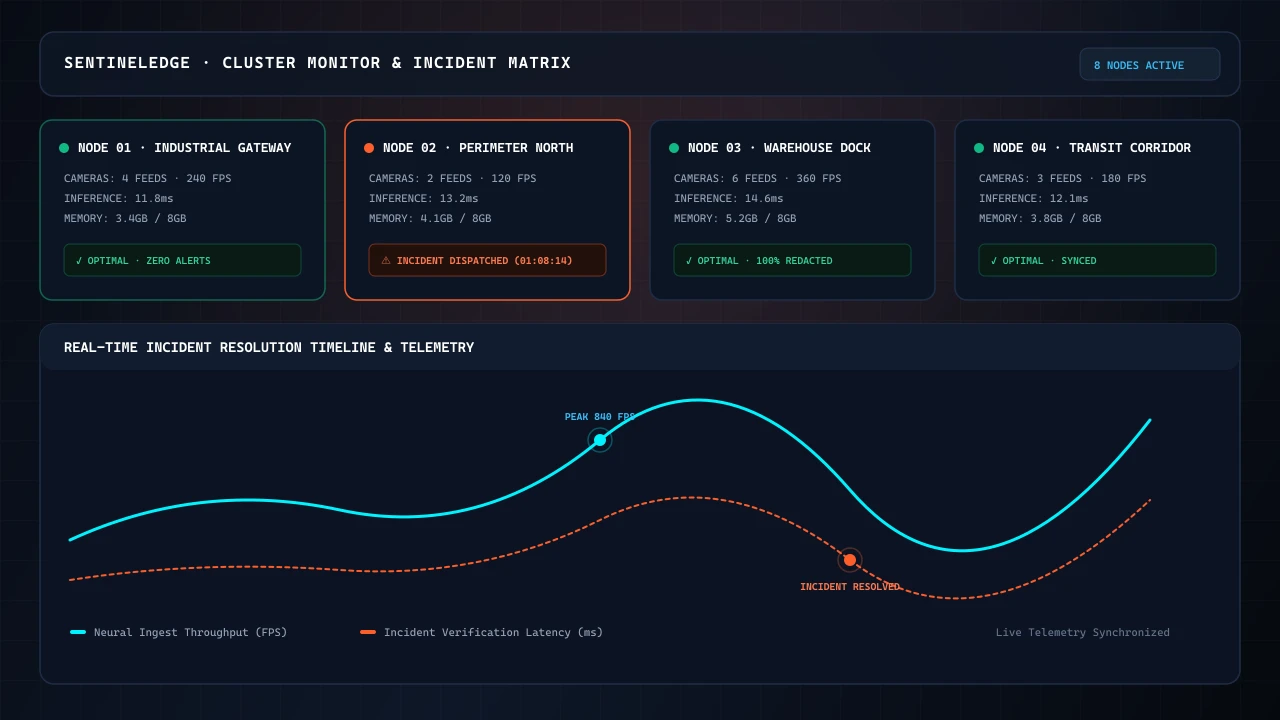 SENTINELEDGE · CLUSTER MONITOR & INCIDENT MATRIX
8 NODES ACTIVE
NODE 01 · INDUSTRIAL GATEWAY
CAMERAS: 4 FEEDS · 240 FPS
INFERENCE: 11.8ms
MEMORY: 3.4GB / 8GB
✓ OPTIMAL · ZERO ALERTS
NODE 02 · PERIMETER NORTH
CAMERAS: 2 FEEDS · 120 FPS
INFERENCE: 13.2ms
MEMORY: 4.1GB / 8GB
⚠ INCIDENT DISPATCHED (01:08:14)
NODE 03 · WAREHOUSE DOCK
CAMERAS: 6 FEEDS · 360 FPS
INFERENCE: 14.6ms
MEMORY: 5.2GB / 8GB
✓ OPTIMAL · 100% REDACTED
NODE 04 · TRANSIT CORRIDOR
CAMERAS: 3 FEEDS · 180 FPS
INFERENCE: 12.1ms
MEMORY: 3.8GB / 8GB
✓ OPTIMAL · SYNCED
REAL-TIME INCIDENT RESOLUTION TIMELINE & TELEMETRY
PEAK 840 FPS
INCIDENT RESOLVED
Neural Ingest Throughput (FPS)
Incident Verification Latency (ms)
Live Telemetry Synchronized